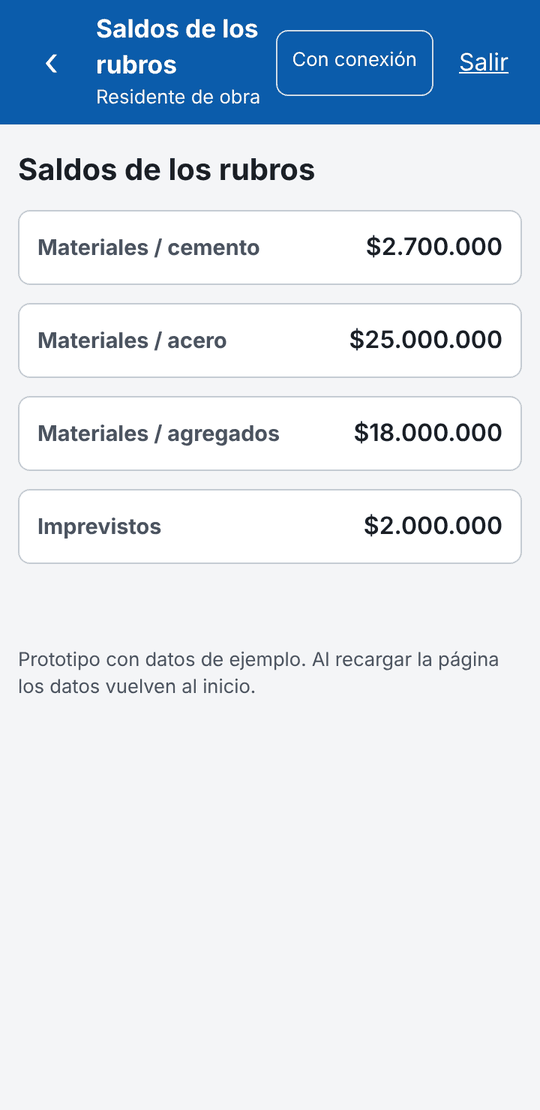 ‹
Saldos de los
rubros
Residente de obra
Con conexión
Salir
Saldos de los rubros
Materiales / cemento $2.700.000
Materiales / acero $25.000.000
Materiales / agregados $18.000.000
Imprevistos $2.000.000
Prototipo con datos de ejemplo. Al recargar la página
los datos vuelven al inicio.